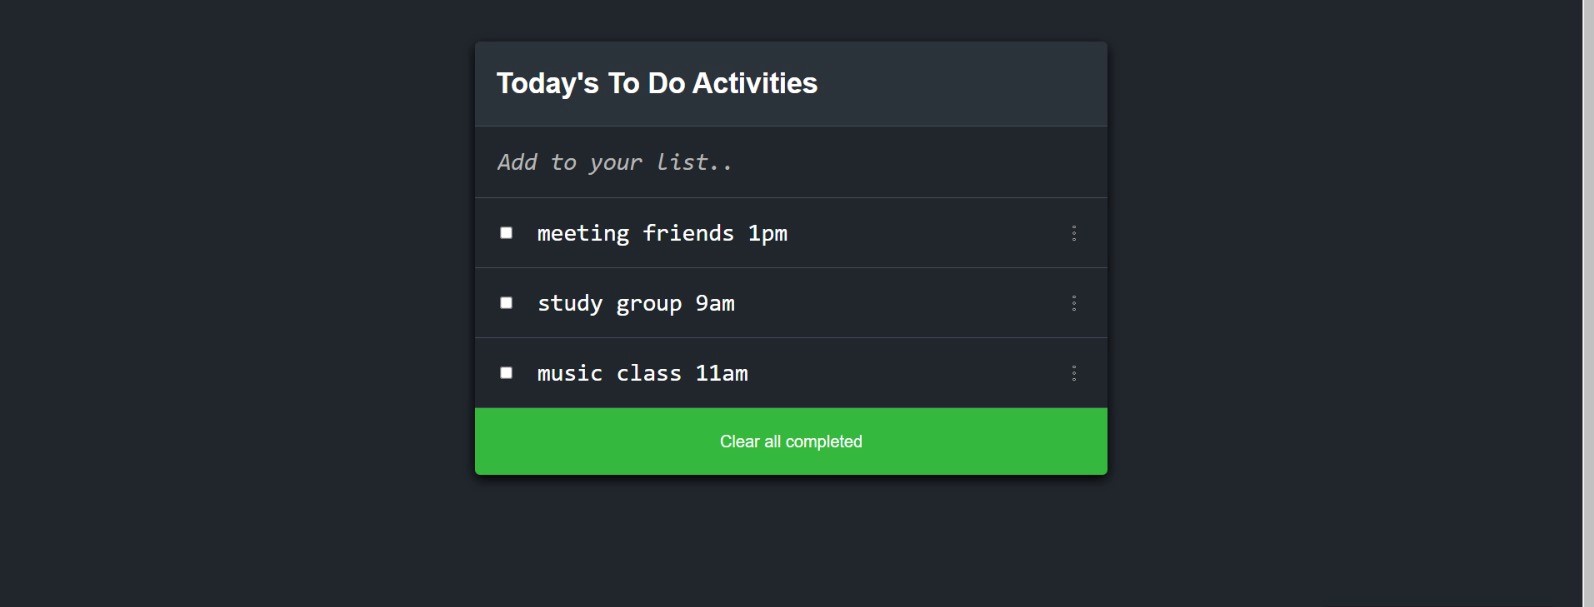 Today's To Do Activities
Add to your list..
meeting friends 1pm
study group 9am
music class 11am
Clear all completed